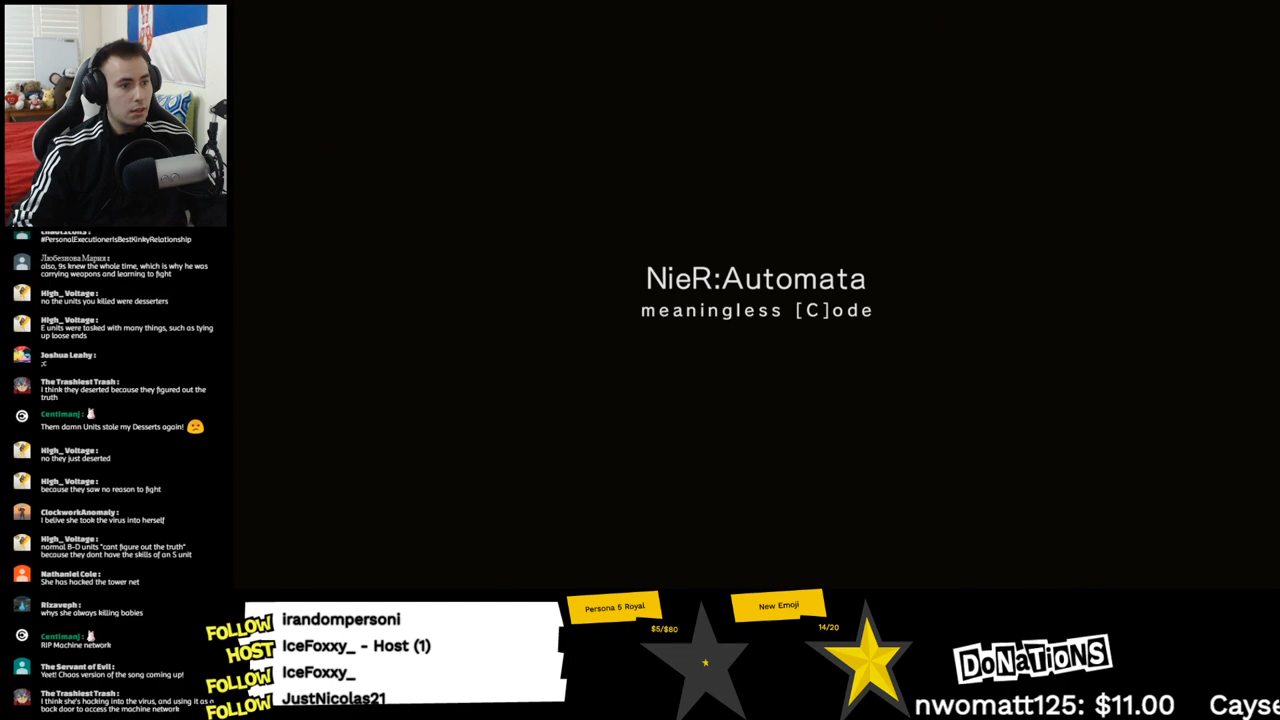 #PersonalExecutionerIsBestKinkyRelationship
Любезнова Мария :
also, 9s knew the whole time, which is why he was
carrying weapons and learning to fight
High_Voltage :
no the units you killed were desserters
High_Voltage :
E units were tasked with many things, such as tying
up loose ends
Joshua Leahy :
;c
The Trashiest Trash :
I think they deserted because they figured out the
truth
Centimanj :
Them damn Units stole my Desserts again!
High_Voltage :
no they just deserted
High_Voltage :
because they saw no reason to fight
ClockworkAnomaly :
I belive she took the virus into herself
High_Voltage :
normal B-D units "cant figure out the truth"
because they dont have the skills of an S unit
Nathaniel Cole :
She has hacked the tower net
Rizaveph :
whys she always killing babies
Centimanj :
RIP Machine network
The Servant of Evil :
Yeet! Chaos version of the song coming up!
The Trashiest Trash :
I think she's hacking into the virus, and using it as a
back door to access the machine network
NieR:Automata
meaningless [C]ode
FOLLOW irandompersoni
HOST IceFoxxy_ - Host (1)
FOLLOW IceFoxxy_
FOLLOW JustNicolas21
Persona 5 Royal
$5/$80
New Emoji
14/20
DONATIONS
nwomatt125: $11.00 Cayse